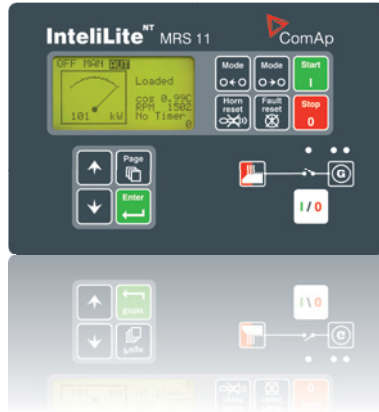 InteliLite NT MRS 11
ComAp
OFF MAN AUT
Loaded
cos 0.99C
RPM 1502
No Timer
101 kW 0
Mode
Mode
Start
I
Horn reset
Fault reset
Stop
0
Page
Enter
G
I / 0